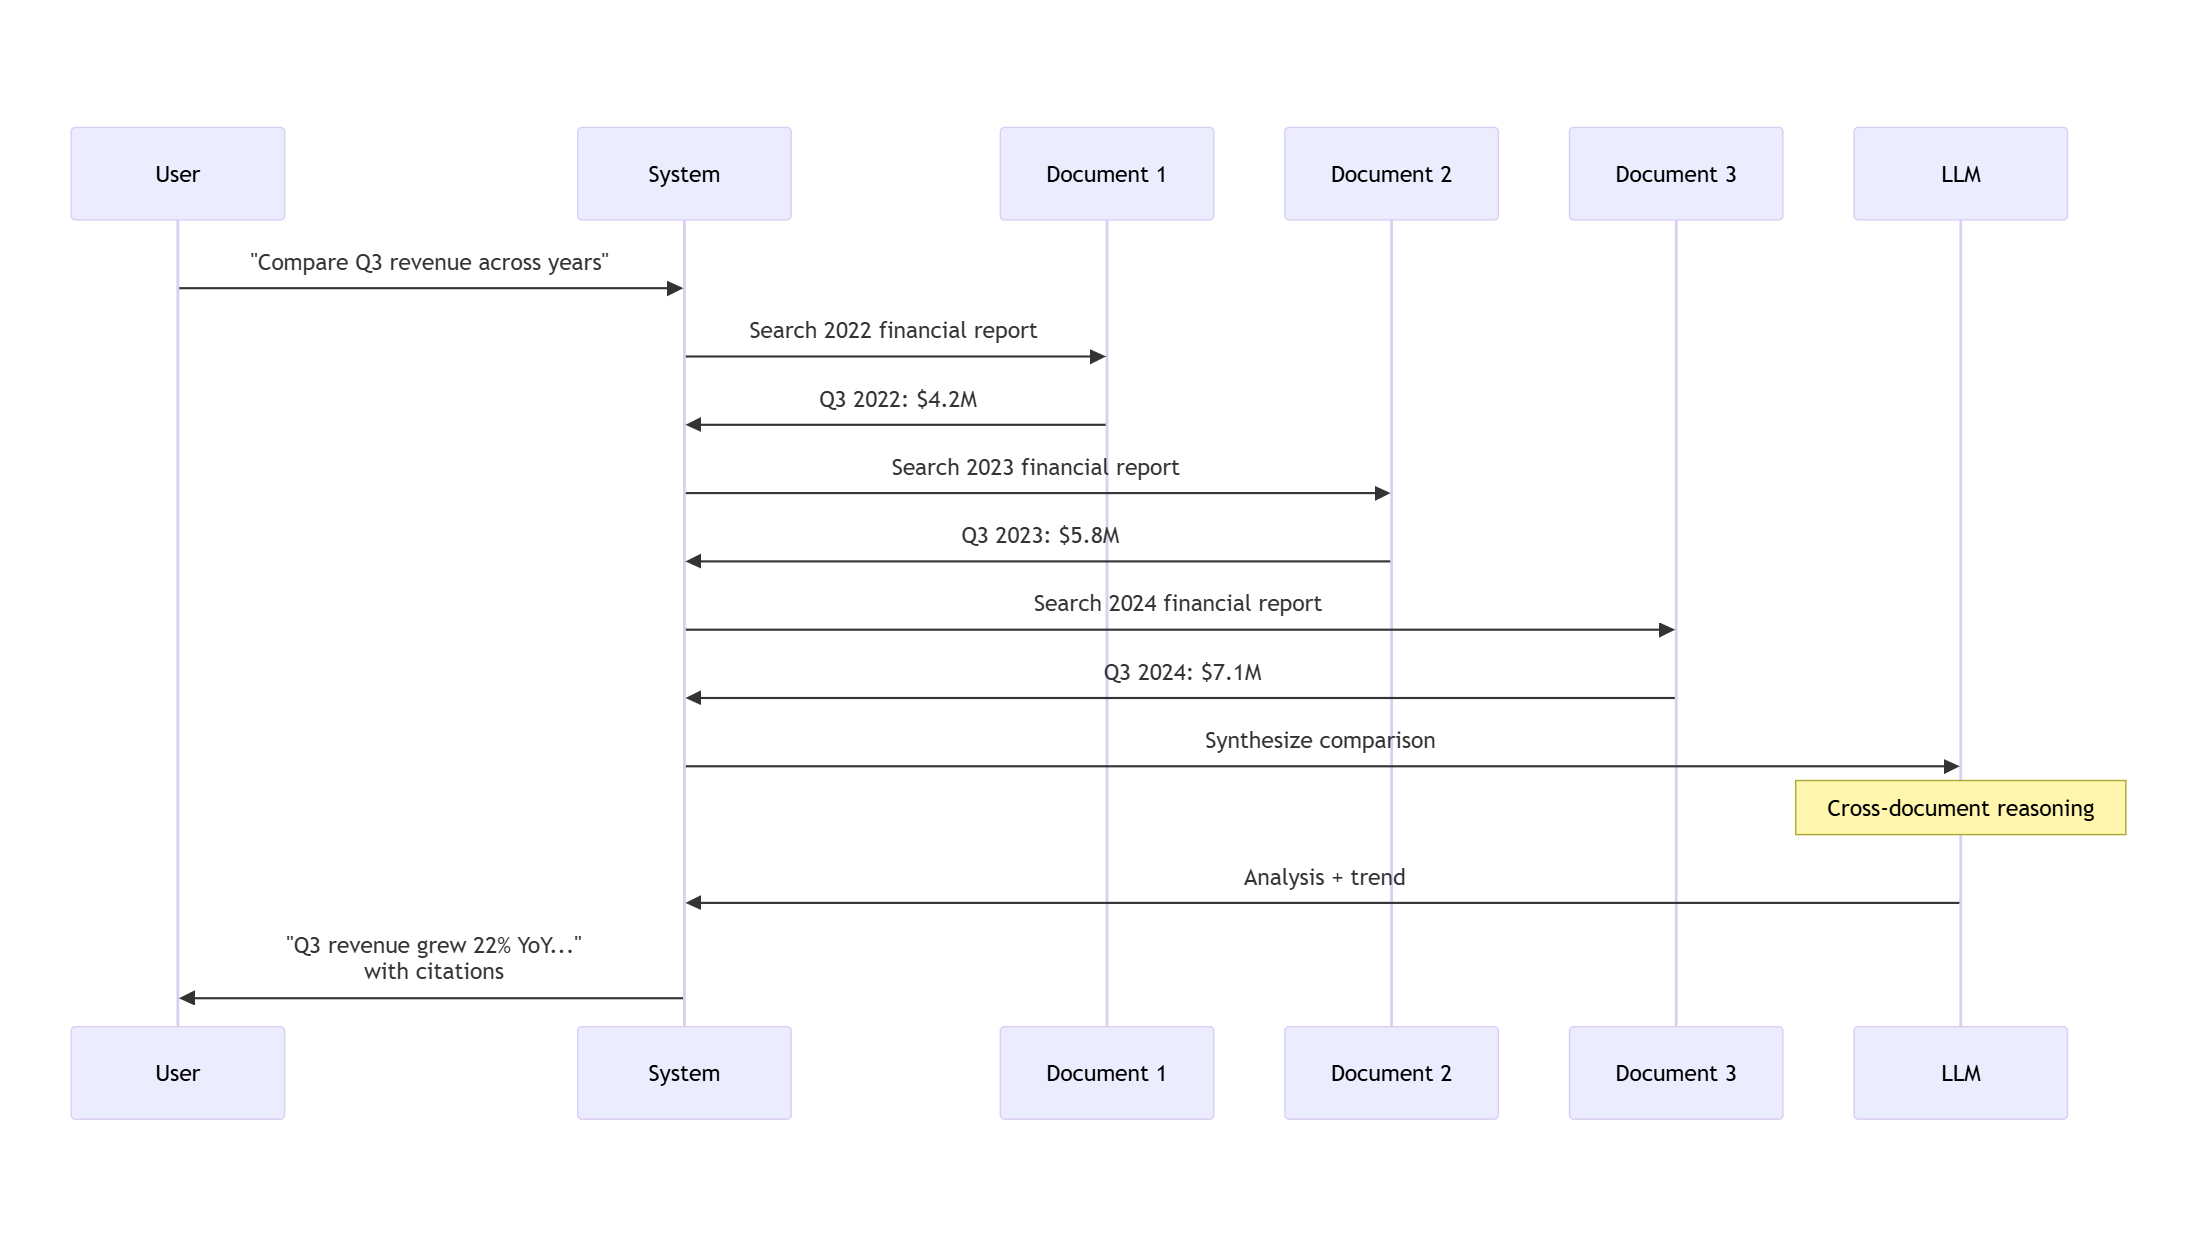 User
System
Document 1
Document 2
Document 3
LLM
"Compare Q3 revenue across years"
Search 2022 financial report
Q3 2022: $4.2M
Search 2023 financial report
Q3 2023: $5.8M
Search 2024 financial report
Q3 2024: $7.1M
Synthesize comparison
Cross-document reasoning
Analysis + trend
"Q3 revenue grew 22% YoY..."
with citations
User
System
Document 1
Document 2
Document 3
LLM